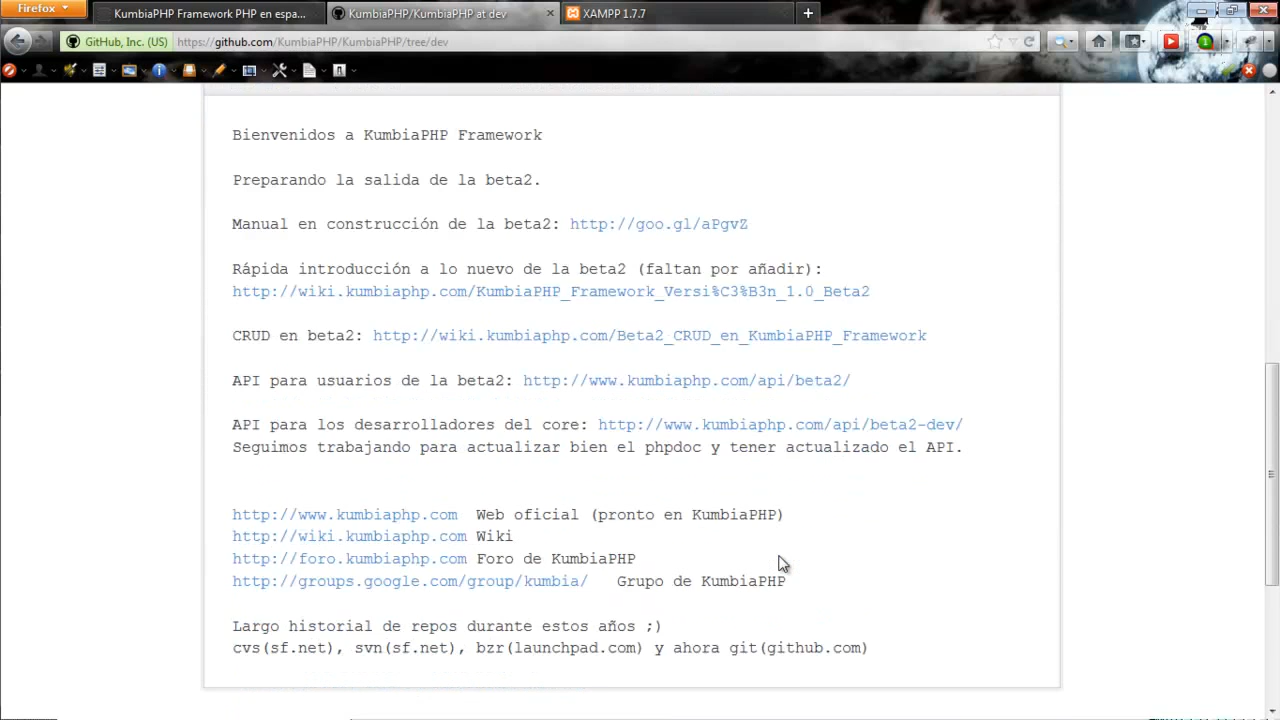 Firefox
KumbiaPHP Framework PHP en espa...
KumbiaPHP/KumbiaPHP at dev
XAMPP 1.7.7
GitHub, Inc. (US)
https://github.com/KumbiaPHP/KumbiaPHP/tree/dev
Bienvenidos a KumbiaPHP Framework
Preparando la salida de la beta2.
Manual en construcción de la beta2: http://goo.gl/aPgvZ
Rápida introducción a lo nuevo de la beta2 (faltan por añadir):
http://wiki.kumbiaphp.com/KumbiaPHP_Framework_Versi%C3%B3n_1.0_Beta2
CRUD en beta2: http://wiki.kumbiaphp.com/Beta2_CRUD_en_KumbiaPHP_Framework
API para usuarios de la beta2: http://www.kumbiaphp.com/api/beta2/
API para los desarrolladores del core: http://www.kumbiaphp.com/api/beta2-dev/
Seguimos trabajando para actualizar bien el phpdoc y tener actualizado el API.
http://www.kumbiaphp.com Web oficial (pronto en KumbiaPHP)
http://wiki.kumbiaphp.com Wiki
http://foro.kumbiaphp.com Foro de KumbiaPHP
http://groups.google.com/group/kumbia/ Grupo de KumbiaPHP
Largo historial de repos durante estos años ;)
cvs(sf.net), svn(sf.net), bzr(launchpad.com) y ahora git(github.com)